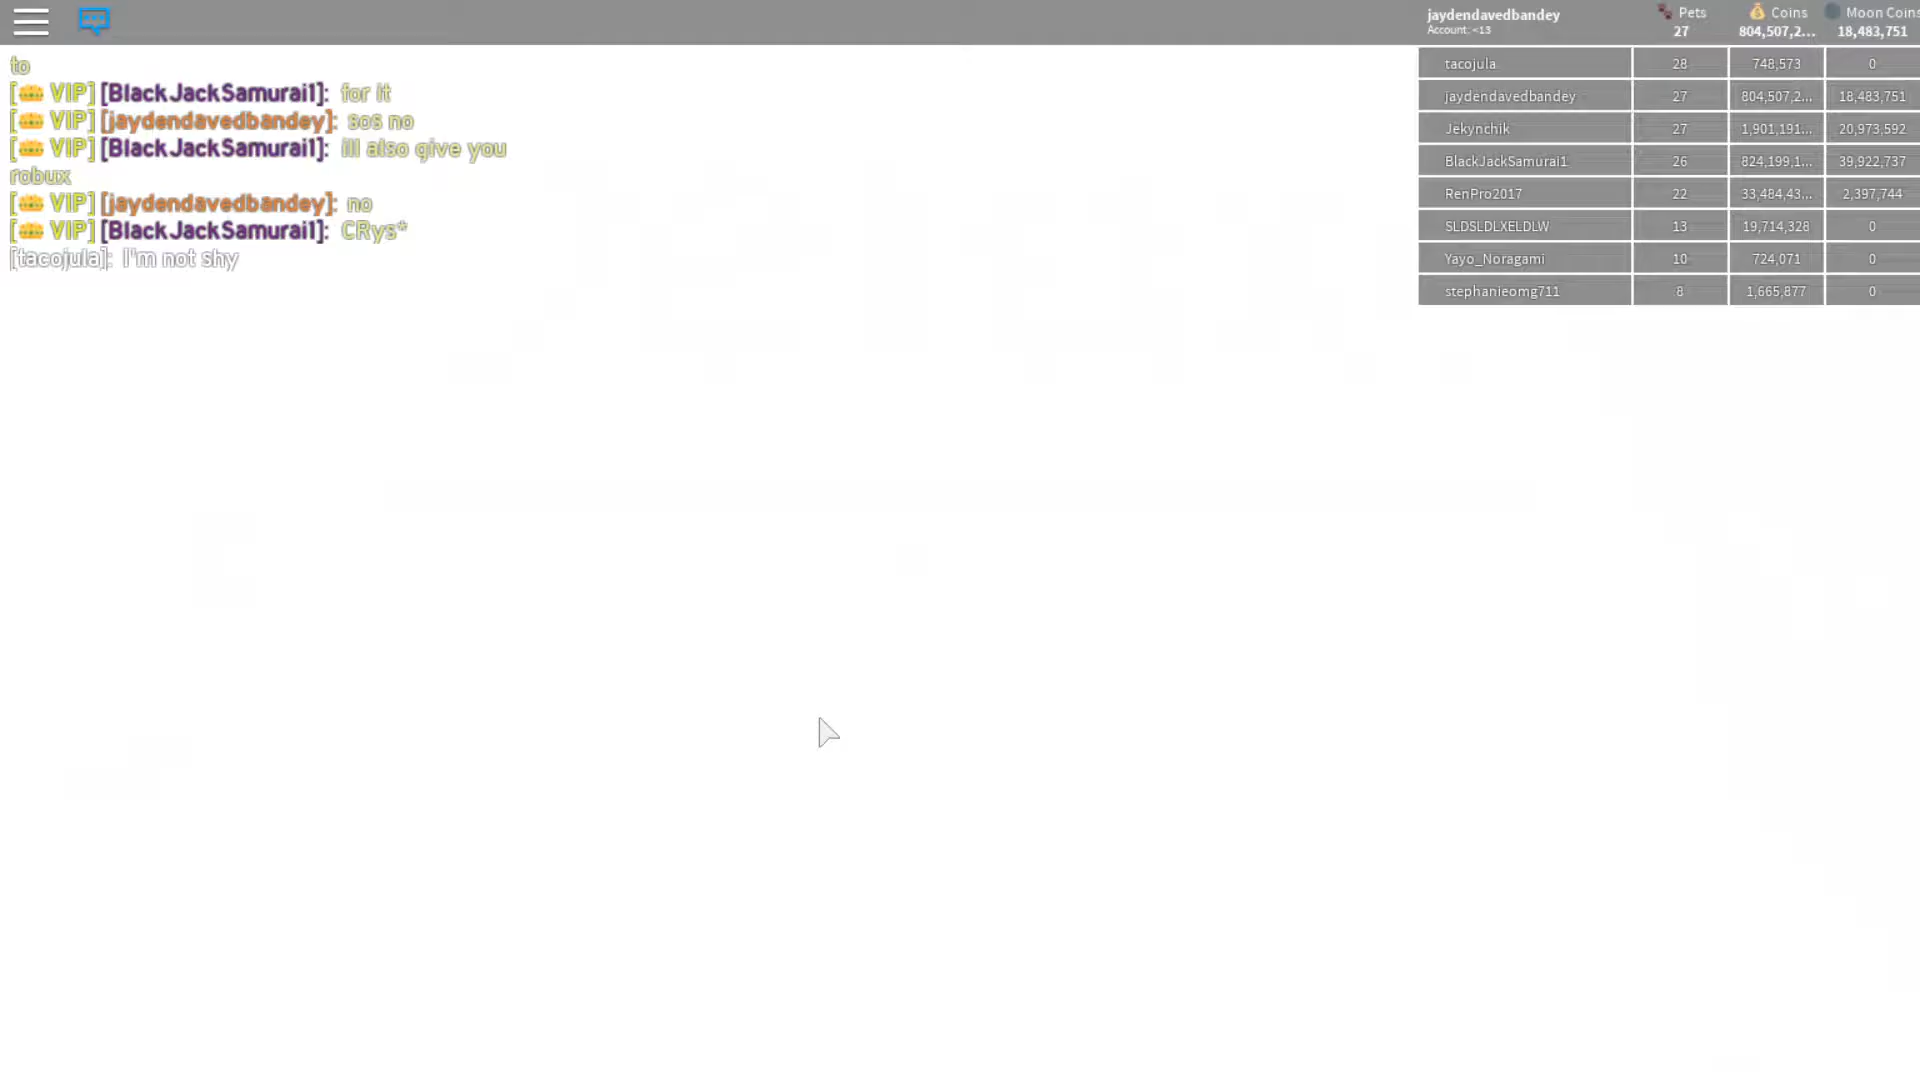 jaydendavedbandey
Account: <13
Pets
27
Coins
804,507,2...
Moon Coins
18,483,751
to
[VIP] [BlackJackSamurai1]: for it
[VIP] [jaydendavedbandey]: sos no
[VIP] [BlackJackSamurai1]: ill also give you
robux
[VIP] [jaydendavedbandey]: no
[VIP] [BlackJackSamurai1]: CRys*
[tacojula]: I'm not shy
tacojula 28 748,573 0
jaydendavedbandey 27 804,507,2... 18,483,751
Jekynchik 27 1,901,191... 20,973,592
BlackJackSamurai1 26 824,199,1... 39,922,737
RenPro2017 22 33,484,43... 2,397,744
SLDSLDLXELDLW 13 19,714,328 0
Yayo_Noragami 10 724,071 0
stephanieomg711 8 1,665,877 0